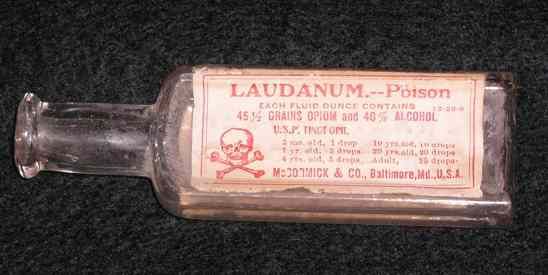 LAUDANUM.--Poison
EACH FLUID OUNCE CONTAINS
45½ GRAINS OPIUM and 40% ALCOHOL
U.S.P. TINCT OPII.
3 mo. old, 1 drop 10 yrs. old, 10 drops
1 yr. old, 2 drops. 20 yrs. old, 20 drops
4 yrs. old, 5 drops. Adult, 25 drops.
McCORMICK & CO., Baltimore, Md., U.S.A.